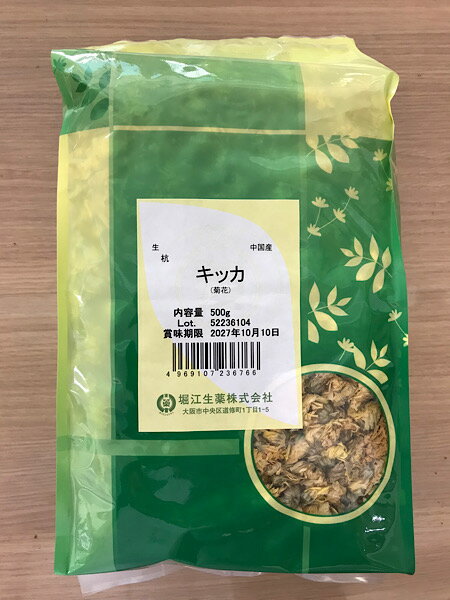 生 中国産
杭
キッカ
(菊花)
内容量 500g
Lot. 52236104
賞味期限 2027年10月10日
4 969107 236766
堀江生薬株式会社
大阪市中央区道修町1丁目1-5